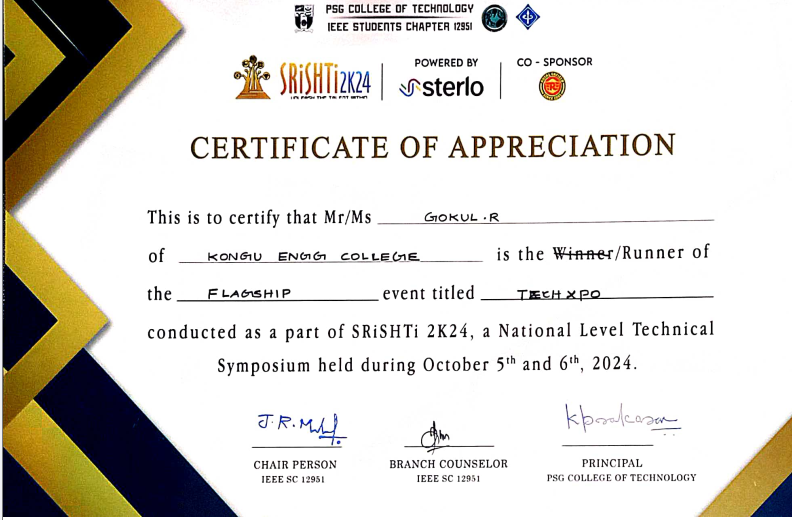 PSG COLLEGE OF TECHNOLOGY
IEEE STUDENTS CHAPTER 12951
SRiSHTi2K24
POWERED BY
sterlo
CO - SPONSOR
CERTIFICATE OF APPRECIATION
This is to certify that Mr/Ms GOKUL.R
of KONGU ENGG COLLEGE is the Winner/Runner of
the FLAGSHIP event titled TECHXPO
conducted as a part of SRiSHTi 2K24, a National Level Technical
Symposium held during October 5th and 6th, 2024.
CHAIR PERSON
IEEE SC 12951
BRANCH COUNSELOR
IEEE SC 12951
PRINCIPAL
PSG COLLEGE OF TECHNOLOGY